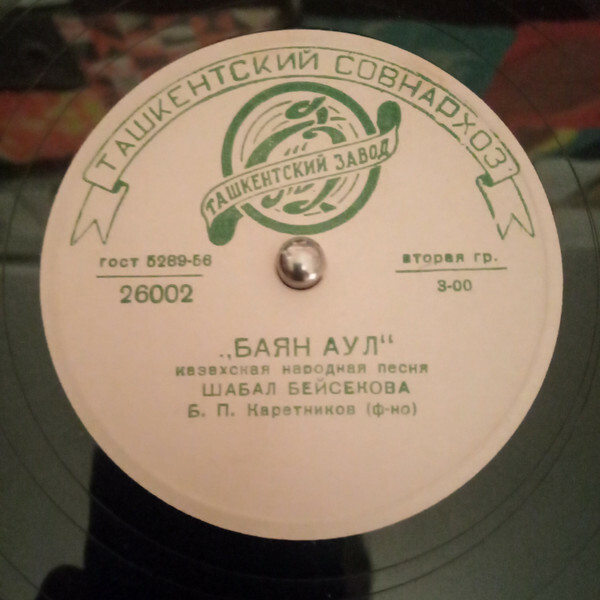 ТАШКЕНТСКИЙ СОВНАРХОЗ
ТАШКЕНТСКИЙ ЗАВОД
гост 5289-56
вторая гр.
26002
3-00
„БАЯН АУЛ“
казахская народная песня
ШАБАЛ БЕЙСЕКОВА
Б. П. Каретников (ф-но)